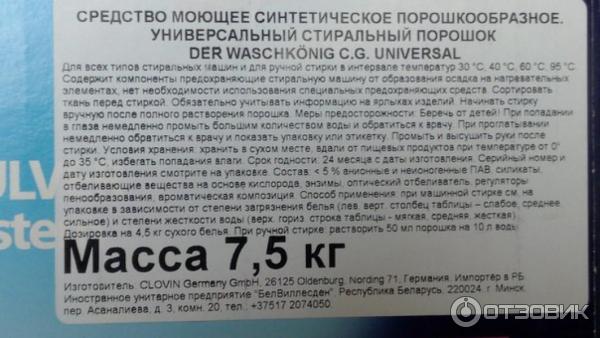 СРЕДСТВО МОЮЩЕЕ СИНТЕТИЧЕСКОЕ ПОРОШКООБРАЗНОЕ.
УНИВЕРСАЛЬНЫЙ СТИРАЛЬНЫЙ ПОРОШОК
DER WASCHKÖNIG C.G. UNIVERSAL
Для всех типов стиральных машин и для ручной стирки в интервале температур 30 °C, 40 °C, 60 °C, 95 °C
Содержит компоненты предохраняющие стиральную машину от образования осадка на нагревательных
элементах, нет необходимости использования специальных предохраняющих средств. Сортировать
ткань перед стиркой. Обязательно учитывать информацию на ярлыках изделий. Начинать стирку
вручную после полного растворения порошка. Меры предосторожности: Беречь от детей! При попадании
в глаза немедленно промыть большим количеством воды и обратиться к врачу. При проглатывании
немедленно обратиться к врачу и показать упаковку или этикетку. Промыть и высушить руки после
стирки. Условия хранения: хранить в сухом месте, вдали от пищевых продуктов при температуре от 0°
до 35 °C, избегать попадания влаги. Срок годности: 24 месяца с даты изготовления. Серийный номер и
дату изготовления смотрите на упаковке. Состав: < 5 % анионные и неионогенные ПАВ, силикаты,
отбеливающие вещества на основе кислорода, энзимы, оптический отбеливатель, регуляторы
пенообразования, ароматическая композиция. Способ применения: при машинной стирке см. на
упаковке в зависимости от степени загрязнения белья (лев. верт. столбец таблицы – слабое, среднее,
сильное) и степени жесткости воды (верх. гориз. строка таблицы - мягкая, средняя, жесткая).
Дозировка на 4,5 кг сухого белья. При ручной стирке: растворить 50 мл порошка на 10 л воды.
Масса 7,5 кг
Изготовитель: CLOVIN Germany GmbH, 26125 Oldenburg, Nording 71, Германия. Импортёр в РБ
Иностранное унитарное предприятие "БелВиллесден", Республика Беларусь, 220024, г. Минск,
пер. Асаналиева, д. 3, комн. 20, тел.: +37517 2074050.
ULV
ste
ОТЗОВИК